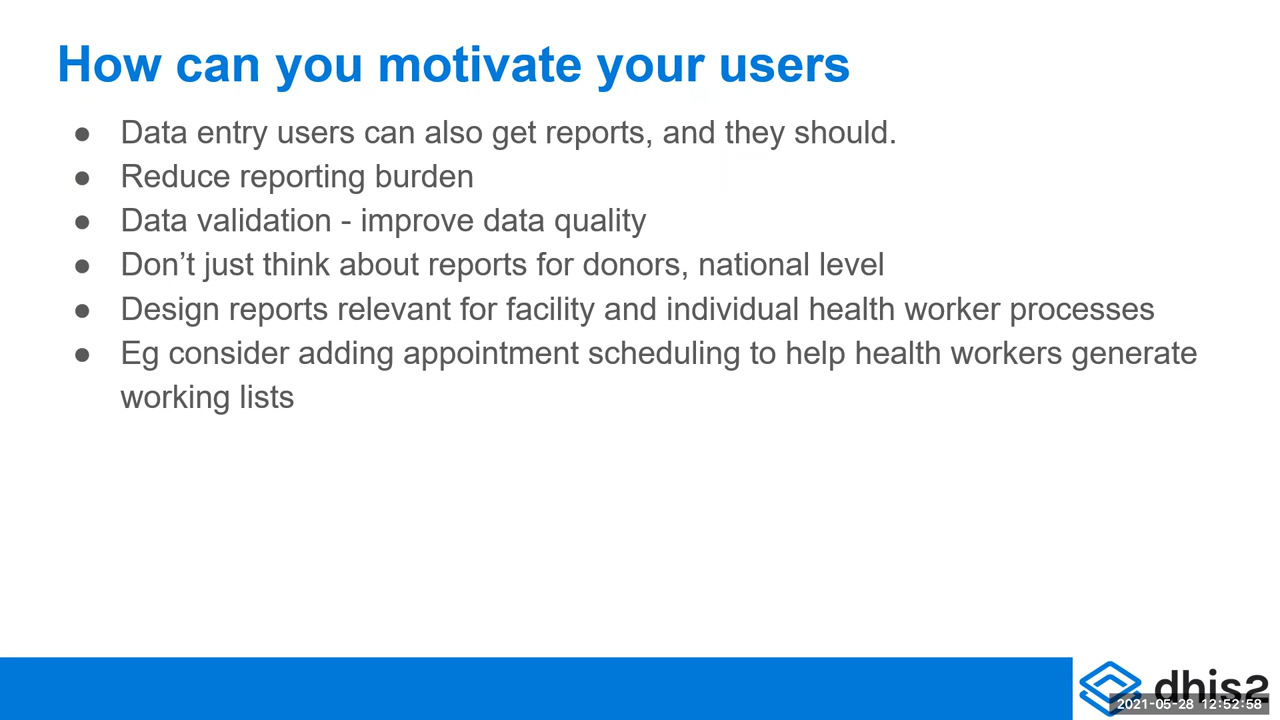 How can you motivate your users
● Data entry users can also get reports, and they should.
● Reduce reporting burden
● Data validation - improve data quality
● Don’t just think about reports for donors, national level
● Design reports relevant for facility and individual health worker processes
● Eg consider adding appointment scheduling to help health workers generate
working lists
dhis2
2021-05-28 12:52:58